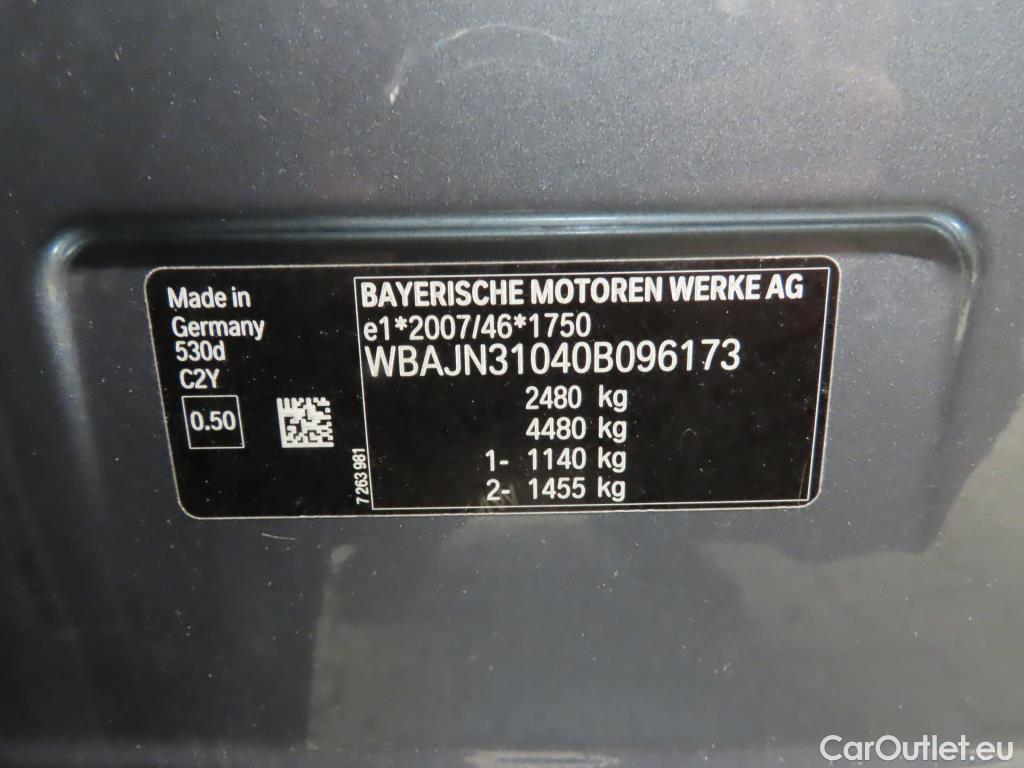 Made in
Germany
530d
C2Y
0.50
7 263 981
BAYERISCHE MOTOREN WERKE AG
e1*2007/46*1750
WBAJN31040B096173
2480 kg
4480 kg
1- 1140 kg
2- 1455 kg
CarOutlet.eu